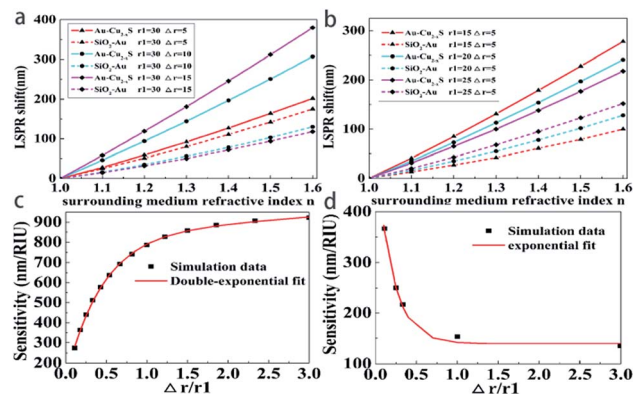 a
400
300
200
100
0
LSPR shift(nm)
Au-Cu2-xS r1=30 △r=5
SiO2-Au r1=30 △r=5
Au-Cu2-xS r1=30 △r=10
SiO2-Au r1=30 △r=10
Au-Cu2-xS r1=30 △r=15
SiO2-Au r1=30 △r=15
1.0 1.1 1.2 1.3 1.4 1.5 1.6
surrounding medium refractive index n
b
300
200
100
0
LSPR shift(nm)
Au-Cu2-xS r1=15 △r=5
SiO2-Au r1=15 △r=5
Au-Cu2-xS r1=20 △r=5
SiO2-Au r1=20 △r=5
Au-Cu2-xS r1=25 △r=5
SiO2-Au r1=25 △r=5
1.0 1.1 1.2 1.3 1.4 1.5 1.6
surrounding medium refractive index n
c
900
800
700
600
500
400
300
200
Sensitivity (nm/RIU)
Simulation data
Double-exponential fit
0.0 0.5 1.0 1.5 2.0 2.5 3.0
△r/r1
d
400
350
300
250
200
150
100
Sensitivity (nm/RIU)
Simulation data
exponential fit
0.0 0.5 1.0 1.5 2.0 2.5 3.0
△r/r1